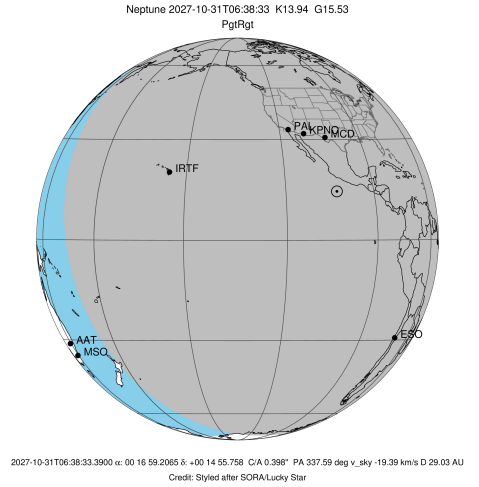 Neptune 2027-10-31T06:38:33 K13.94 G15.53
PgtRgt
PAL
KPNO
MCD
IRTF
AAT
MSO
ESO
2027-10-31T06:38:33.3900 α: 00 16 59.2065 δ: +00 14 55.758 C/A 0.398" PA 337.59 deg v_sky -19.39 km/s D 29.03 AU
Credit: Styled after SORA/Lucky Star